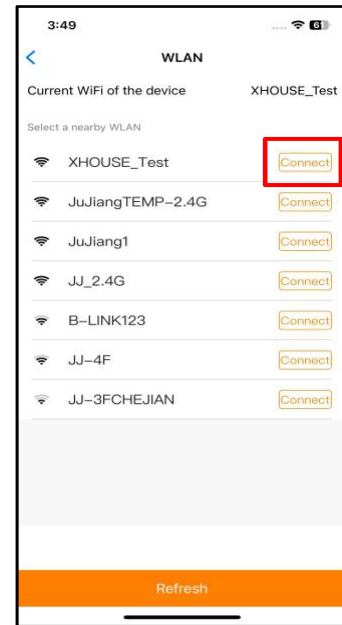 3:49 61
WLAN
Current WiFi of the device XHOUSE_Test
Select a nearby WLAN
XHOUSE_Test Connect
JuJiangTEMP-2.4G Connect
JuJiang1 Connect
JJ_2.4G Connect
B-LINK123 Connect
JJ-4F Connect
JJ-3FCHEJIAN Connect
Refresh